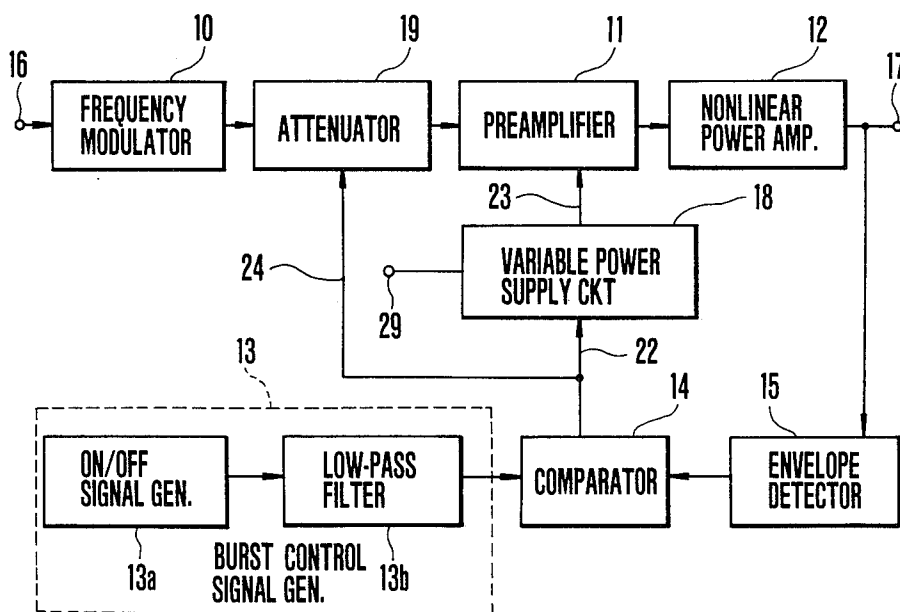 10
19
11
12
16
17
FREQUENCY
MODULATOR
ATTENUATOR
PREAMPLIFIER
NONLINEAR
POWER AMP.
23
18
24
VARIABLE POWER
SUPPLY CKT
29
22
13
14
15
ON/OFF
SIGNAL GEN.
LOW-PASS
FILTER
COMPARATOR
ENVELOPE
DETECTOR
13a
BURST CONTROL
SIGNAL GEN.
13b